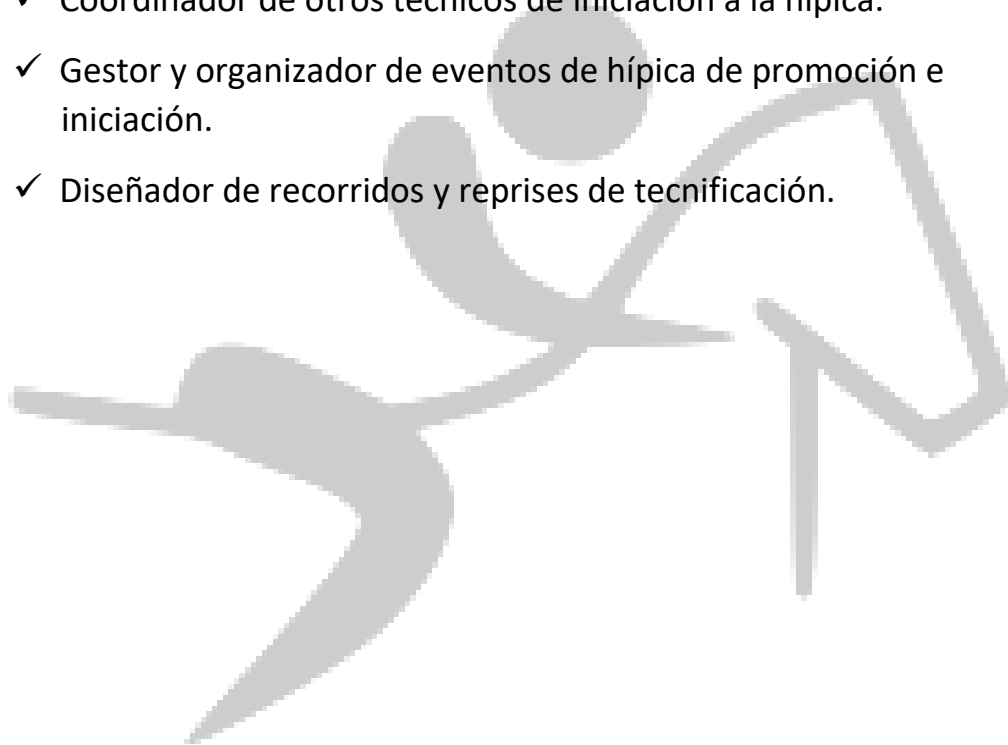 ✓ Coordinador de otros técnicos de iniciación a la hípica.
✓ Gestor y organizador de eventos de hípica de promoción e
iniciación.
✓ Diseñador de recorridos y reprises de tecnificación.